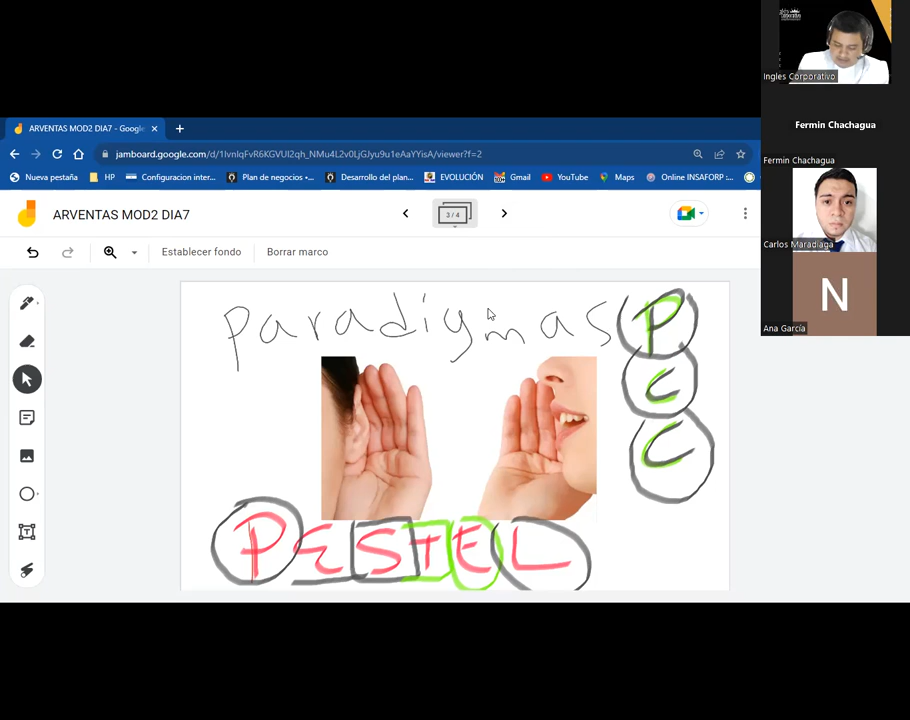 Ingles Corporativo
Fermin Chachagua
Fermin Chachagua
Carlos Maradiaga
N
Ana García
ARVENTAS MOD2 DIA7 - Google
jamboard.google.com/d/1IvnlqFvR6KGVUI2qh_NMu4L2v0LjGJyu9u1eAaYYisA/viewer?f=2
Nueva pestaña
HP
Configuracion inter...
Plan de negocios -...
Desarrollo del plan...
EVOLUCIÓN
Gmail
YouTube
Maps
Online INSAFORP :...
ARVENTAS MOD2 DIA7
3 / 4
Establecer fondo
Borrar marco
paradigmas
P
C
C
PESTEL